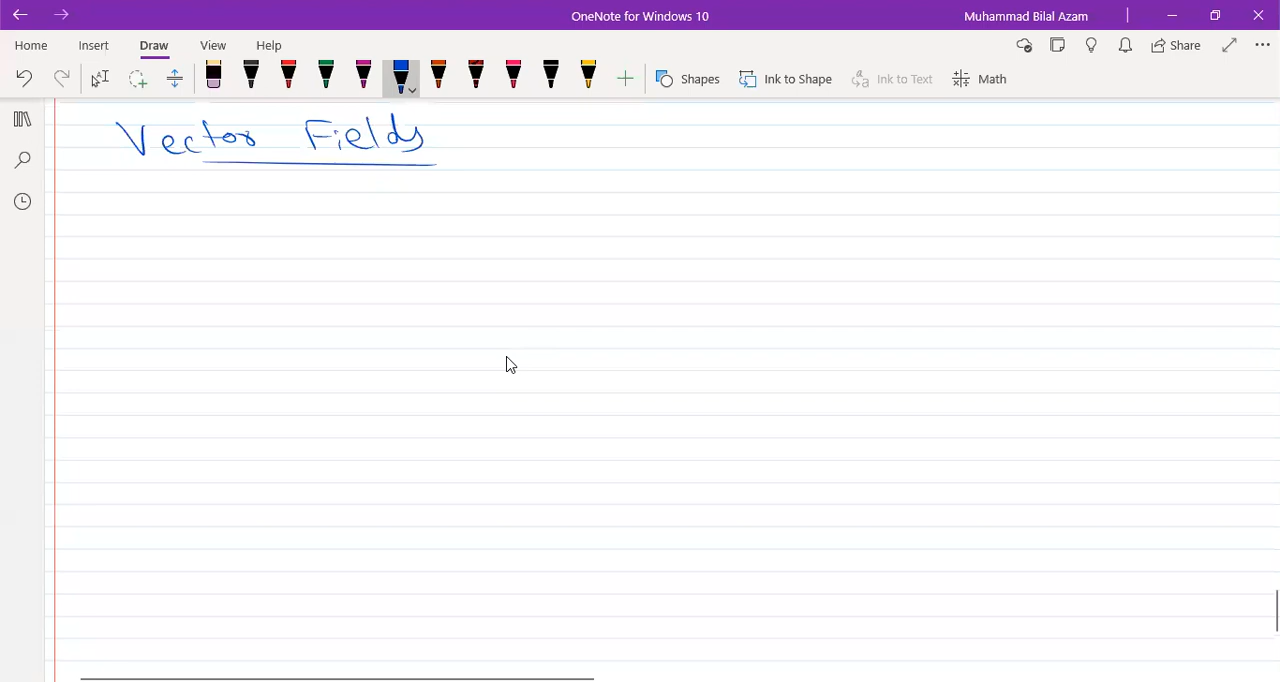 OneNote for Windows 10
Muhammad Bilal Azam
Home Insert Draw View Help
Share
Shapes Ink to Shape Ink to Text Math
Vector Fields